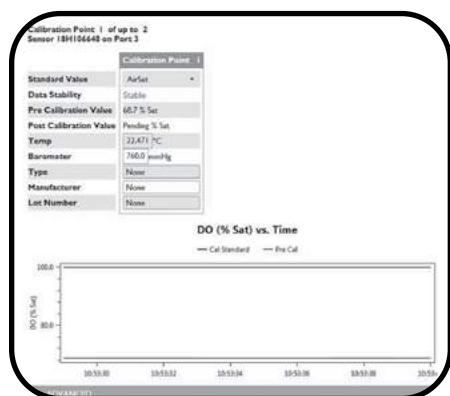 Calibration Point 1 of up to 2
Sensor 18H106648 on Port 3
Calibration Point 1
Standard Value AirSat
Data Stability Stable
Pre Calibration Value 68.7 % Sat
Post Calibration Value Pending % Sat
Temp 22.471 °C
Barometer 760.0 mmHg
Type None
Manufacturer None
Lot Number None
DO (% Sat) vs. Time
Cal Standard Pre Cal
100.0
DO (% Sat)
80.0
10:53:30 10:53:32 10:53:34 10:53:36 10:53:38